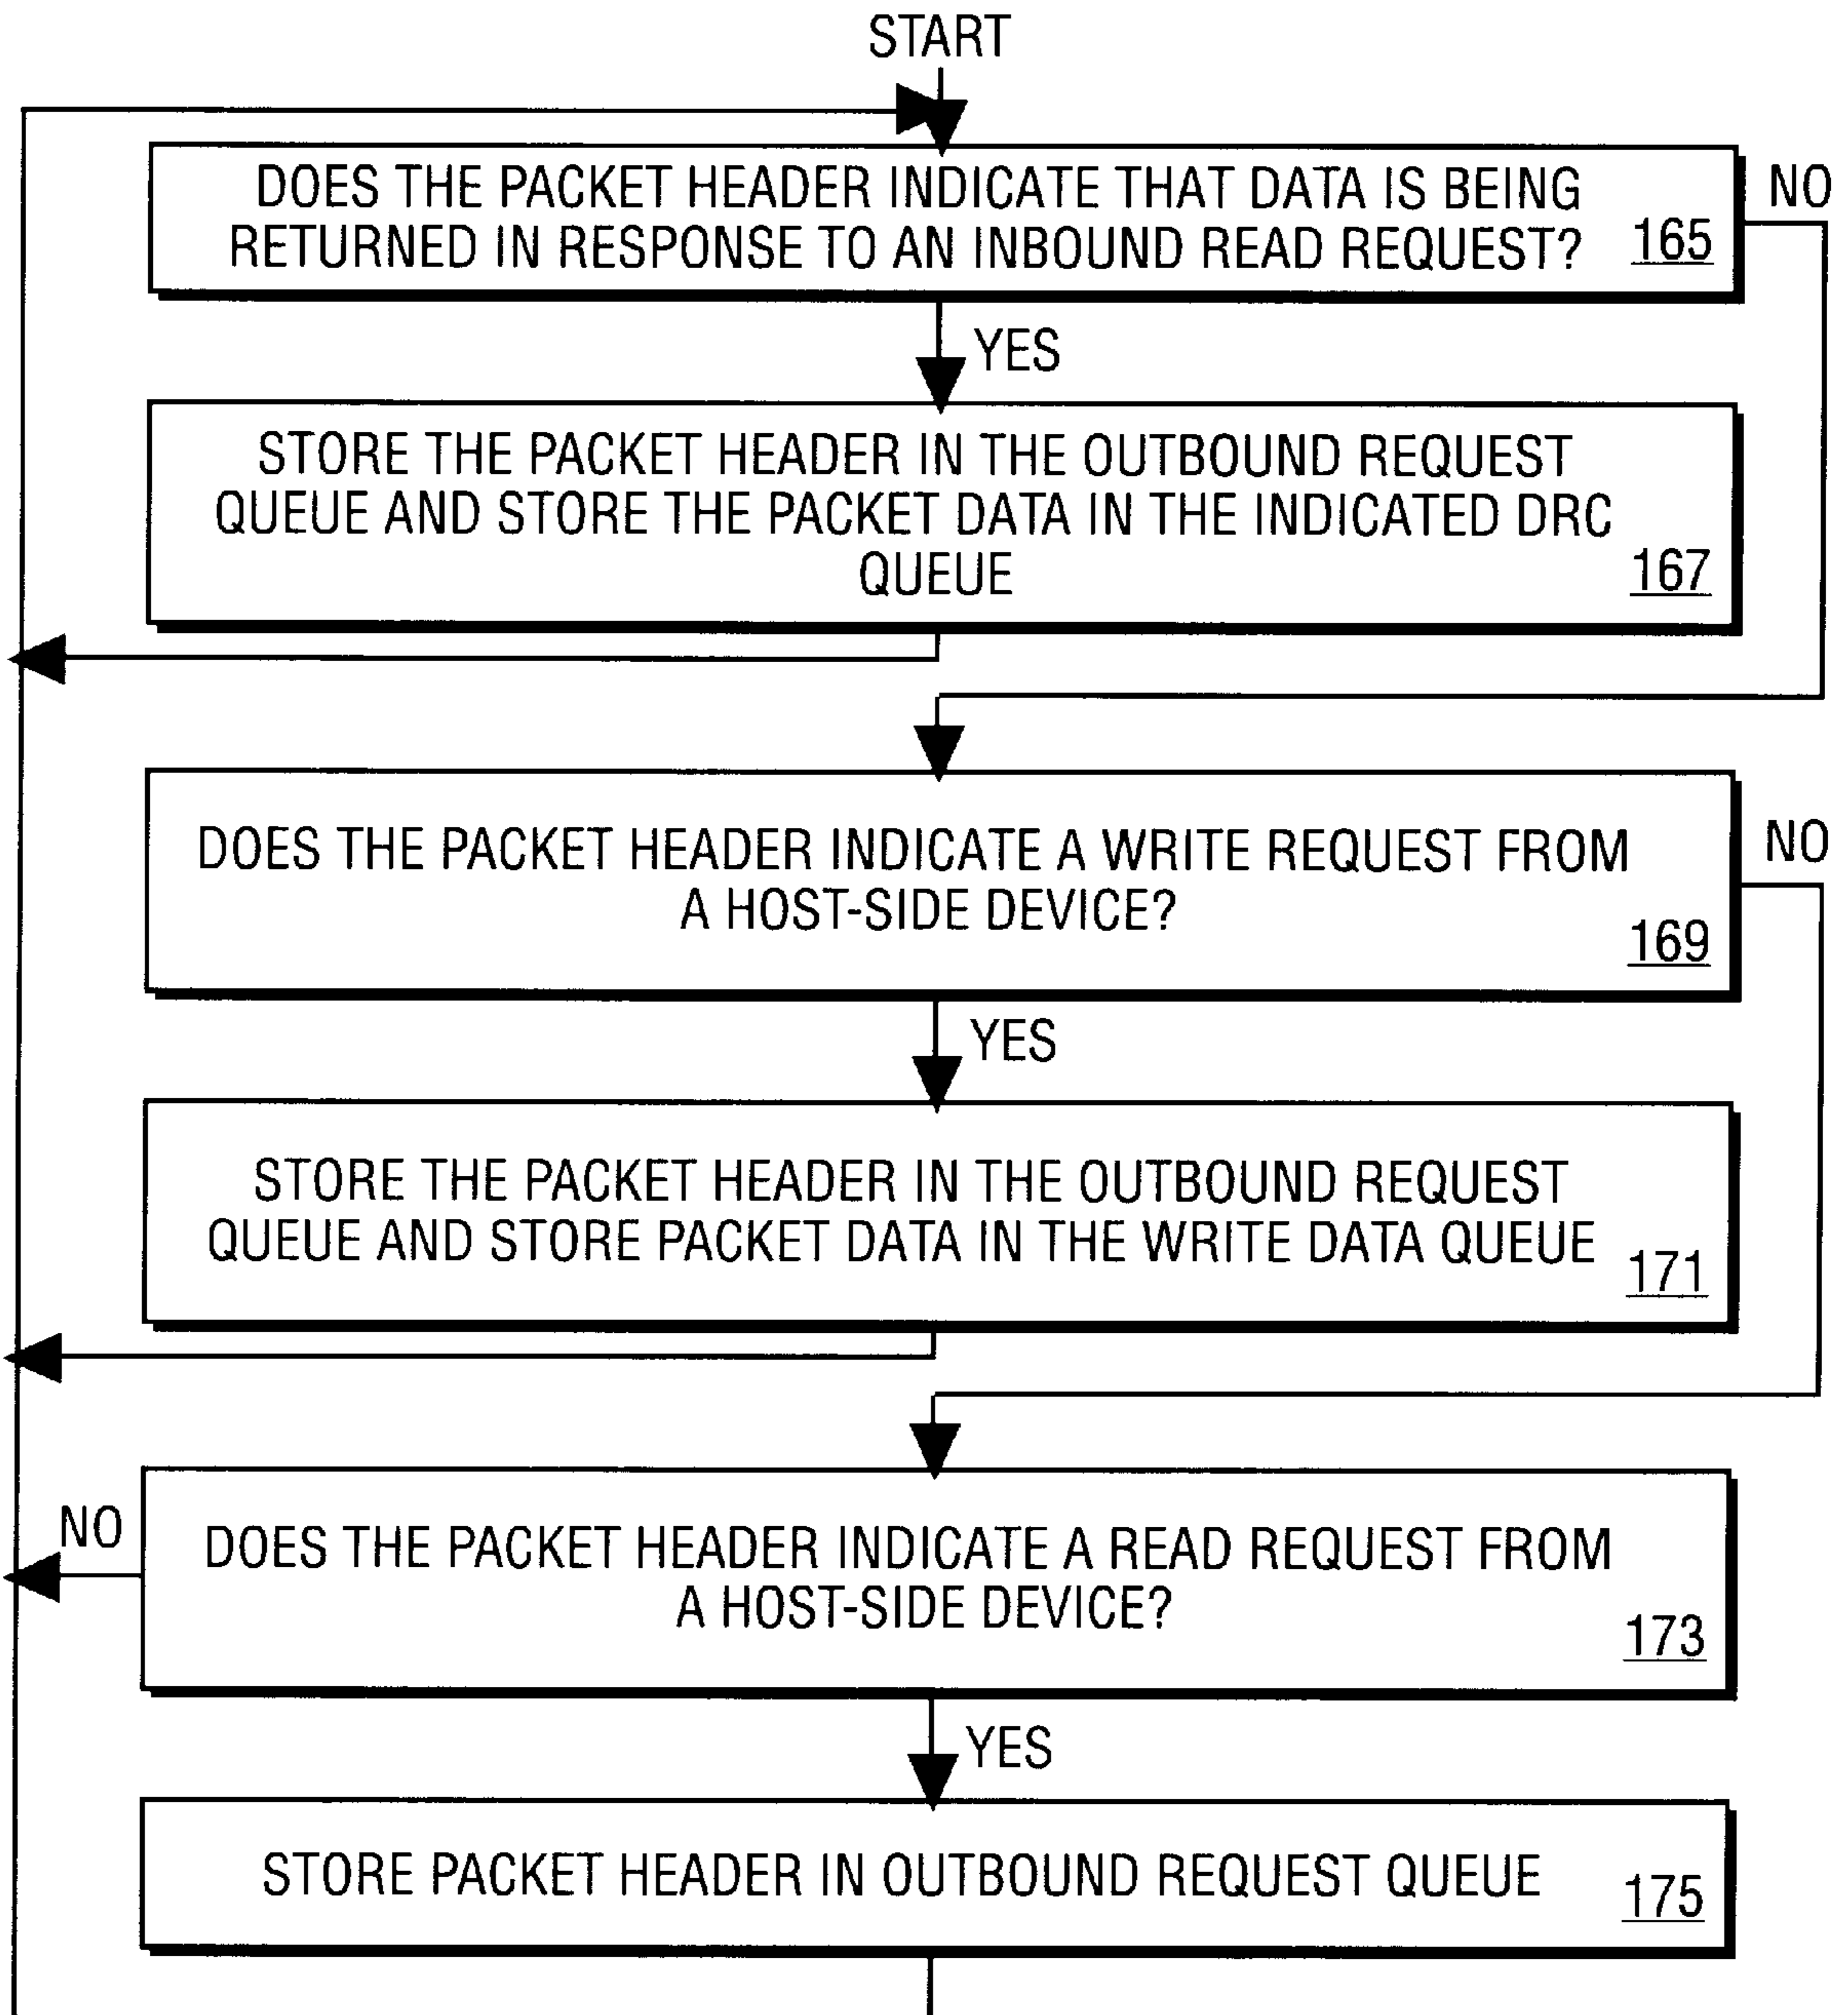 START
DOES THE PACKET HEADER INDICATE THAT DATA IS BEING
NO
RETURNED IN RESPONSE TO AN INBOUND READ REQUEST?
165
YES
STORE THE PACKET HEADER IN THE OUTBOUND REQUEST
QUEUE AND STORE THE PACKET DATA IN THE INDICATED DRC
QUEUE
167
DOES THE PACKET HEADER INDICATE A WRITE REQUEST FROM
NO
A HOST-SIDE DEVICE?
169
YES
STORE THE PACKET HEADER IN THE OUTBOUND REQUEST
QUEUE AND STORE PACKET DATA IN THE WRITE DATA QUEUE
171
NO
DOES THE PACKET HEADER INDICATE A READ REQUEST FROM
A HOST-SIDE DEVICE?
173
YES
STORE PACKET HEADER IN OUTBOUND REQUEST QUEUE
175